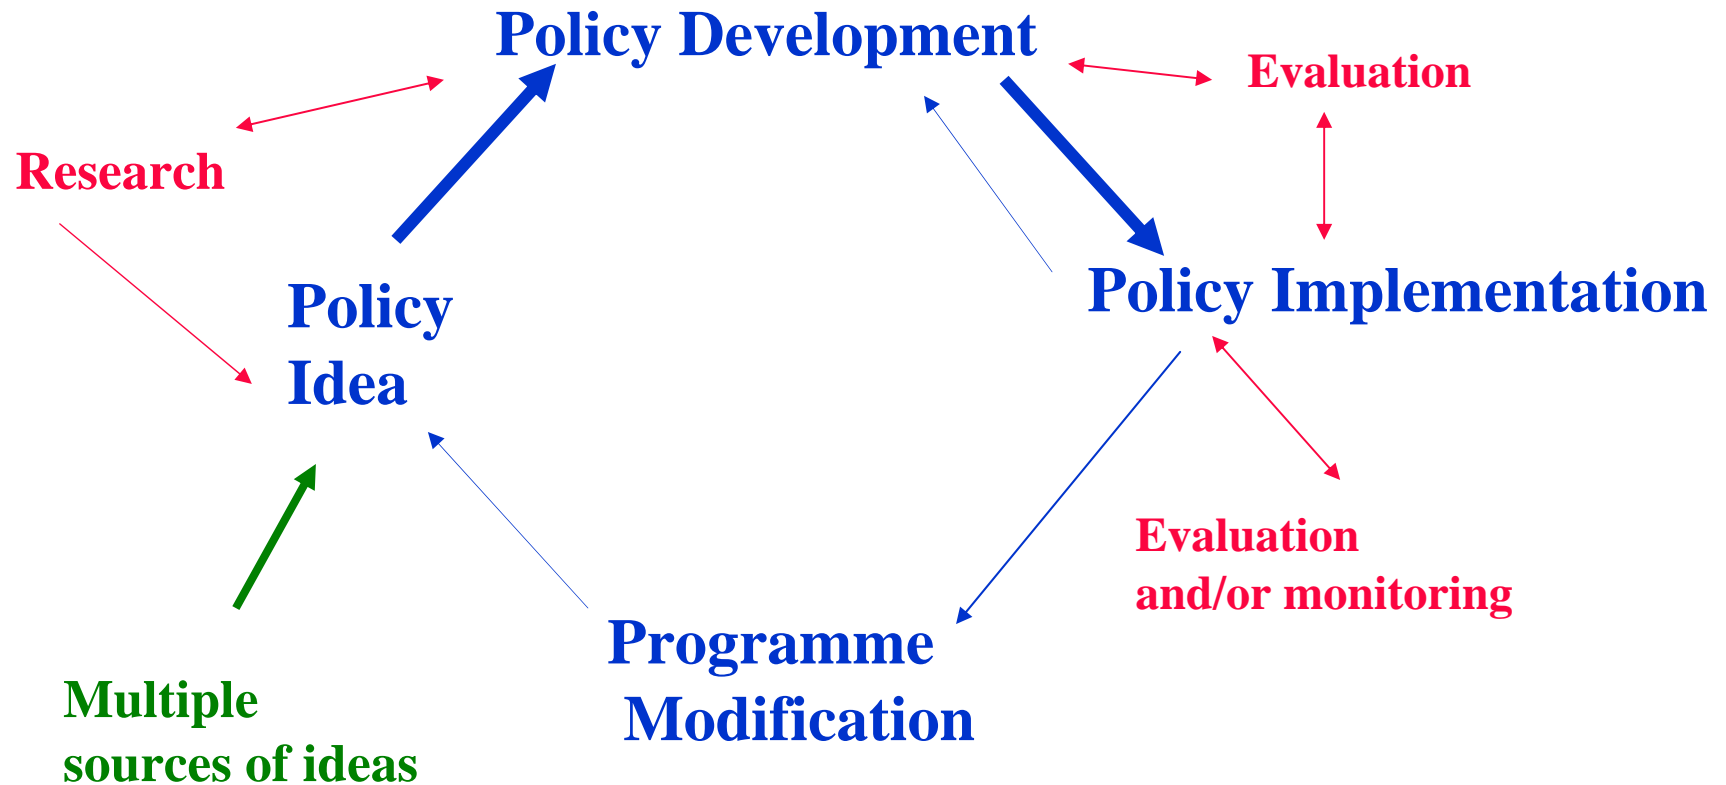 Policy Development
Evaluation
Research
Policy Implementation
Policy
Idea
Evaluation
and/or monitoring
Programme
Modification
Multiple
sources of ideas